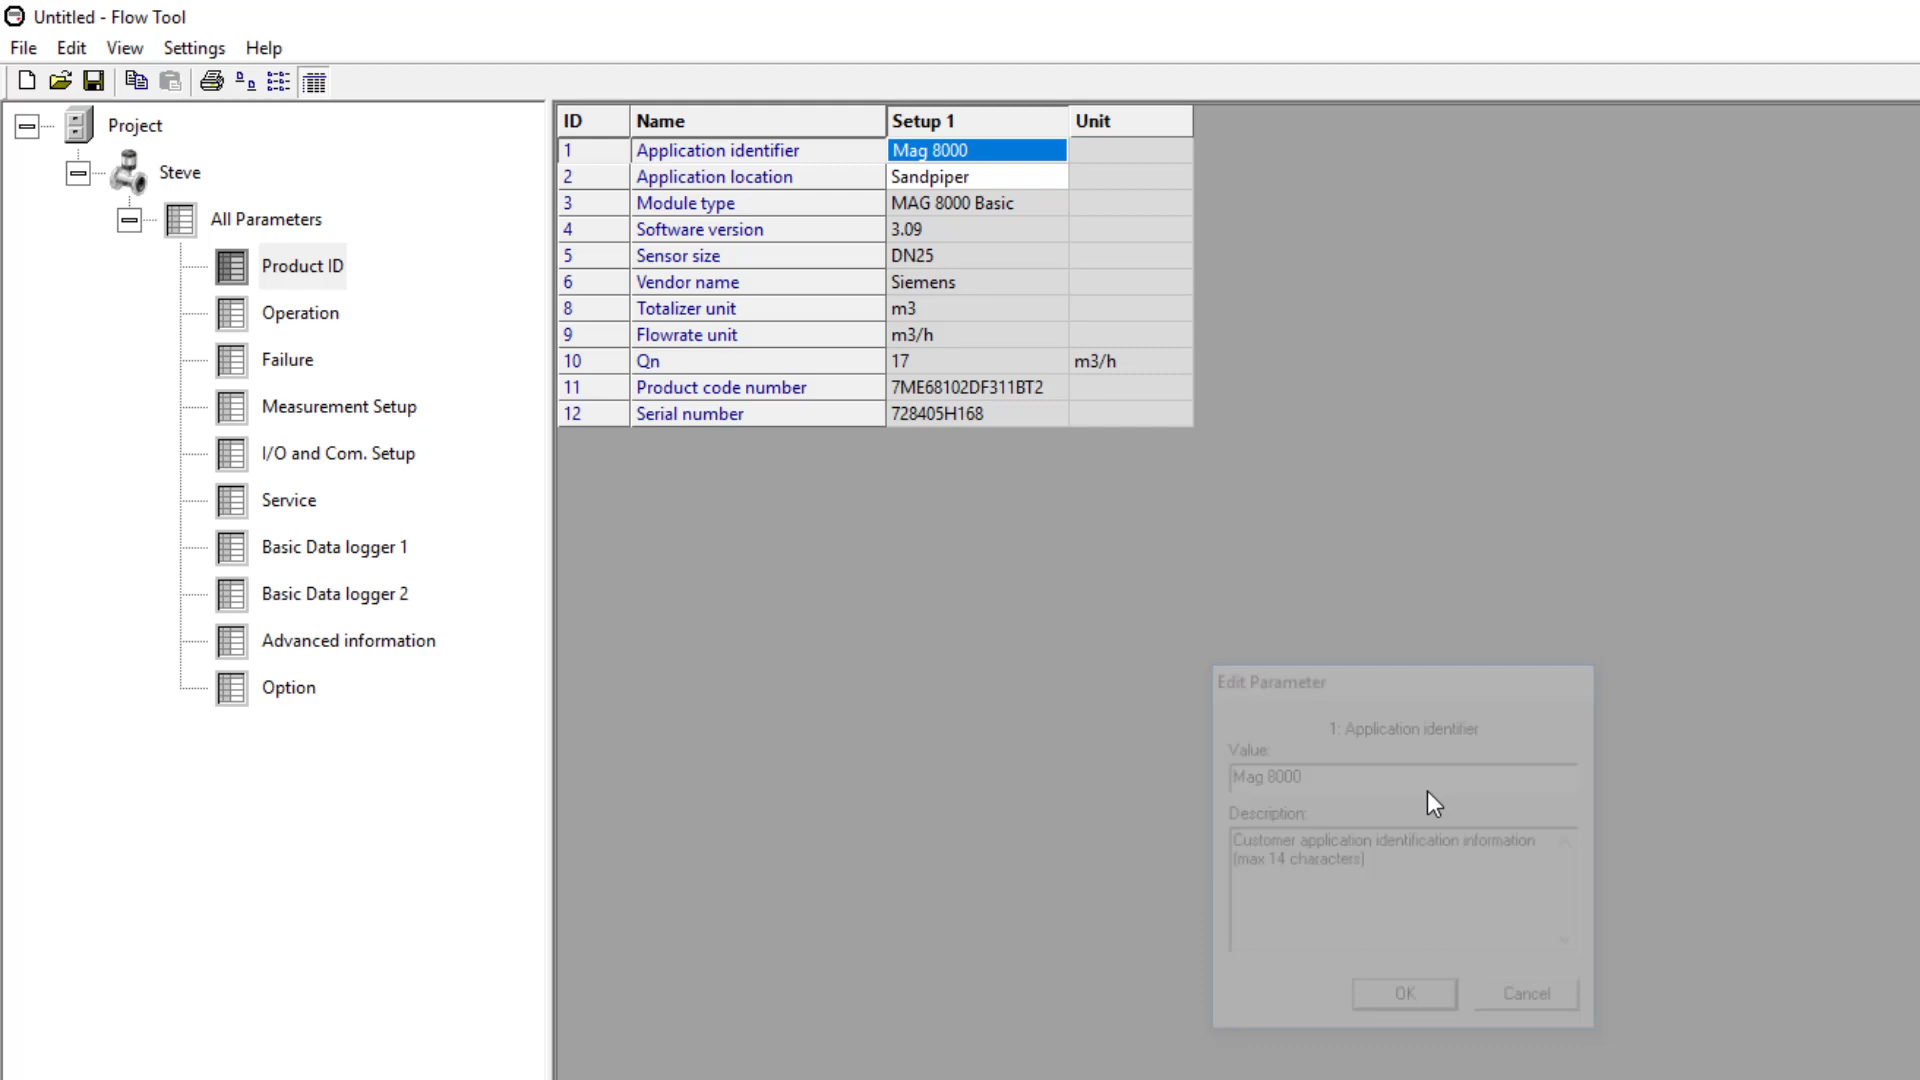 Untitled - Flow Tool
File Edit View Settings Help
Project
Steve
All Parameters
Product ID
Operation
Failure
Measurement Setup
I/O and Com. Setup
Service
Basic Data logger 1
Basic Data logger 2
Advanced information
Option
ID Name Setup 1 Unit
1 Application identifier Mag 8000
2 Application location Sandpiper
3 Module type MAG 8000 Basic
4 Software version 3.09
5 Sensor size DN25
6 Vendor name Siemens
8 Totalizer unit m3
9 Flowrate unit m3/h
10 Qn 17 m3/h
11 Product code number 7ME68102DF311BT2
12 Serial number 728405H168
Edit Parameter
1: Application identifier
Value:
Mag 8000
Description:
Customer application identification information
(max 14 characters)
OK Cancel